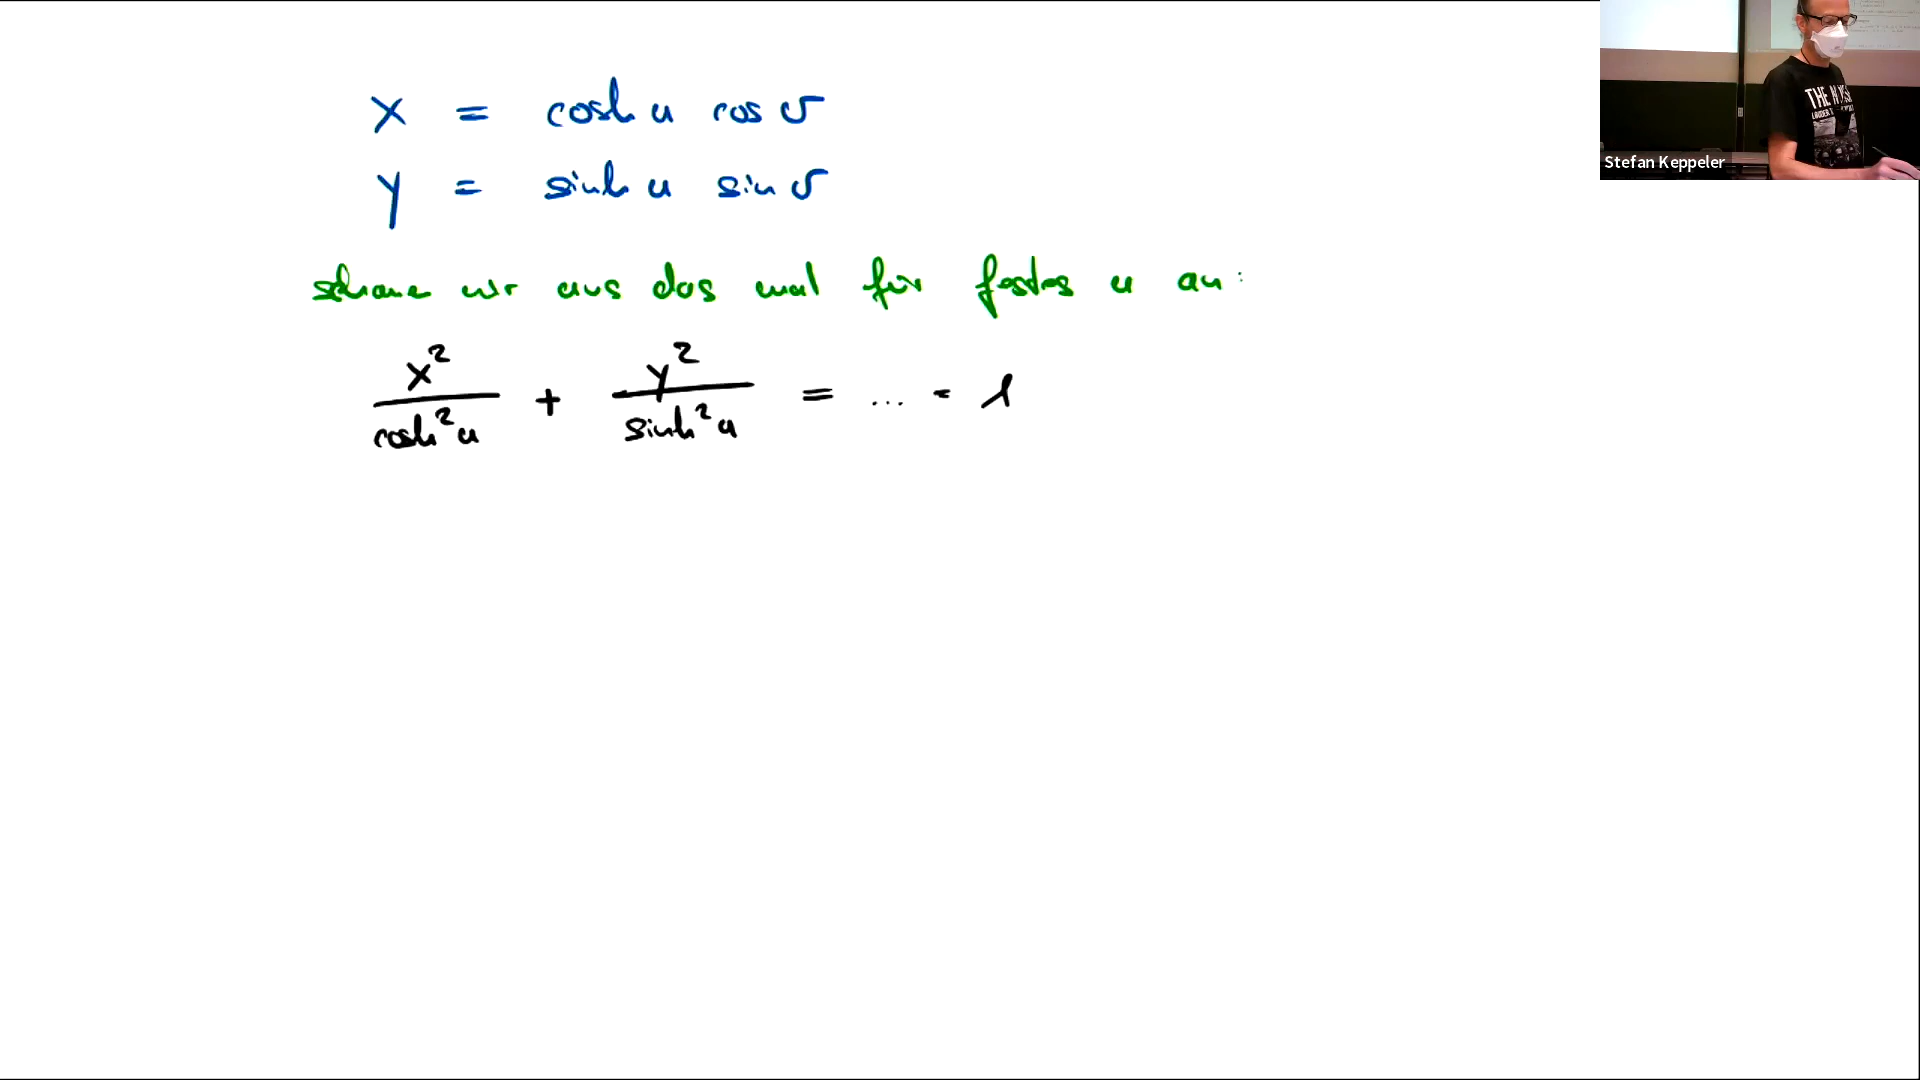 x = cosh u cos v
y = sinh u sin v
schauen wir uns das mal für festes u an:
x²/cosh²u + y²/sinh²u = ... = 1
THE
Stefan Keppeler